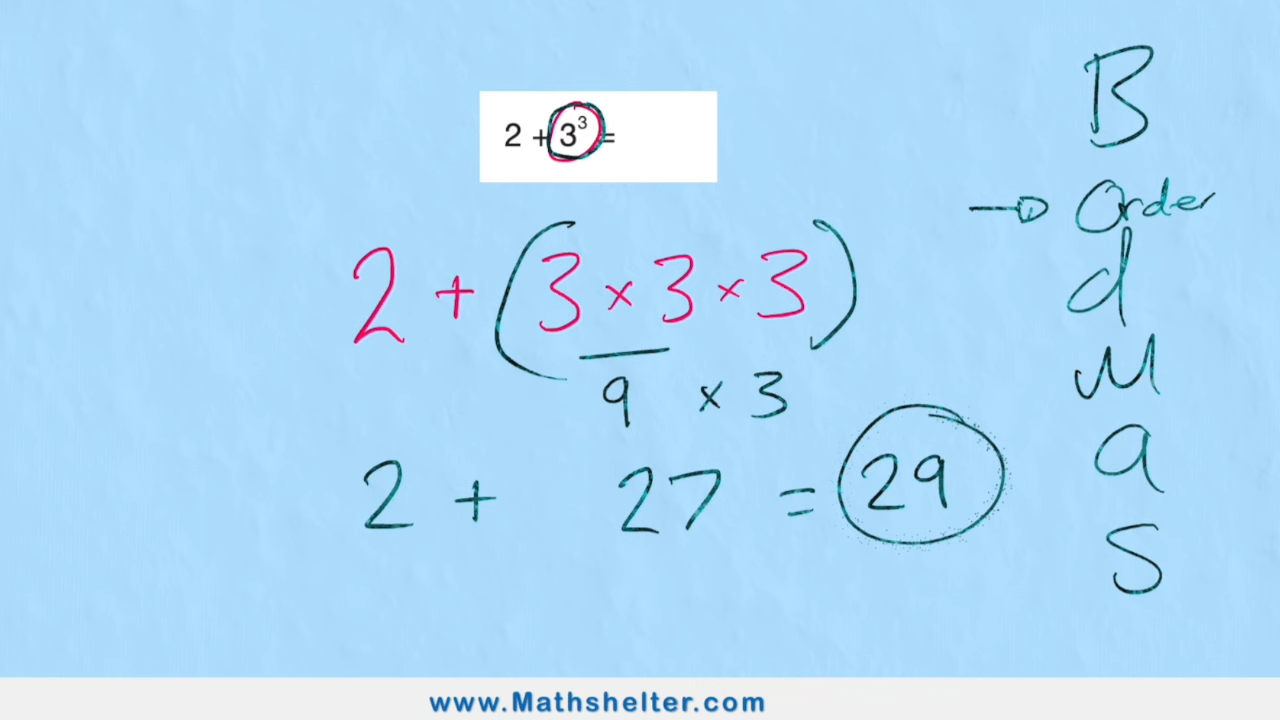 2 + 3³ =
2 + (3 × 3 × 3)
9 × 3
2 + 27 = 29
B
Order
d
M
a
S
www.Mathshelter.com